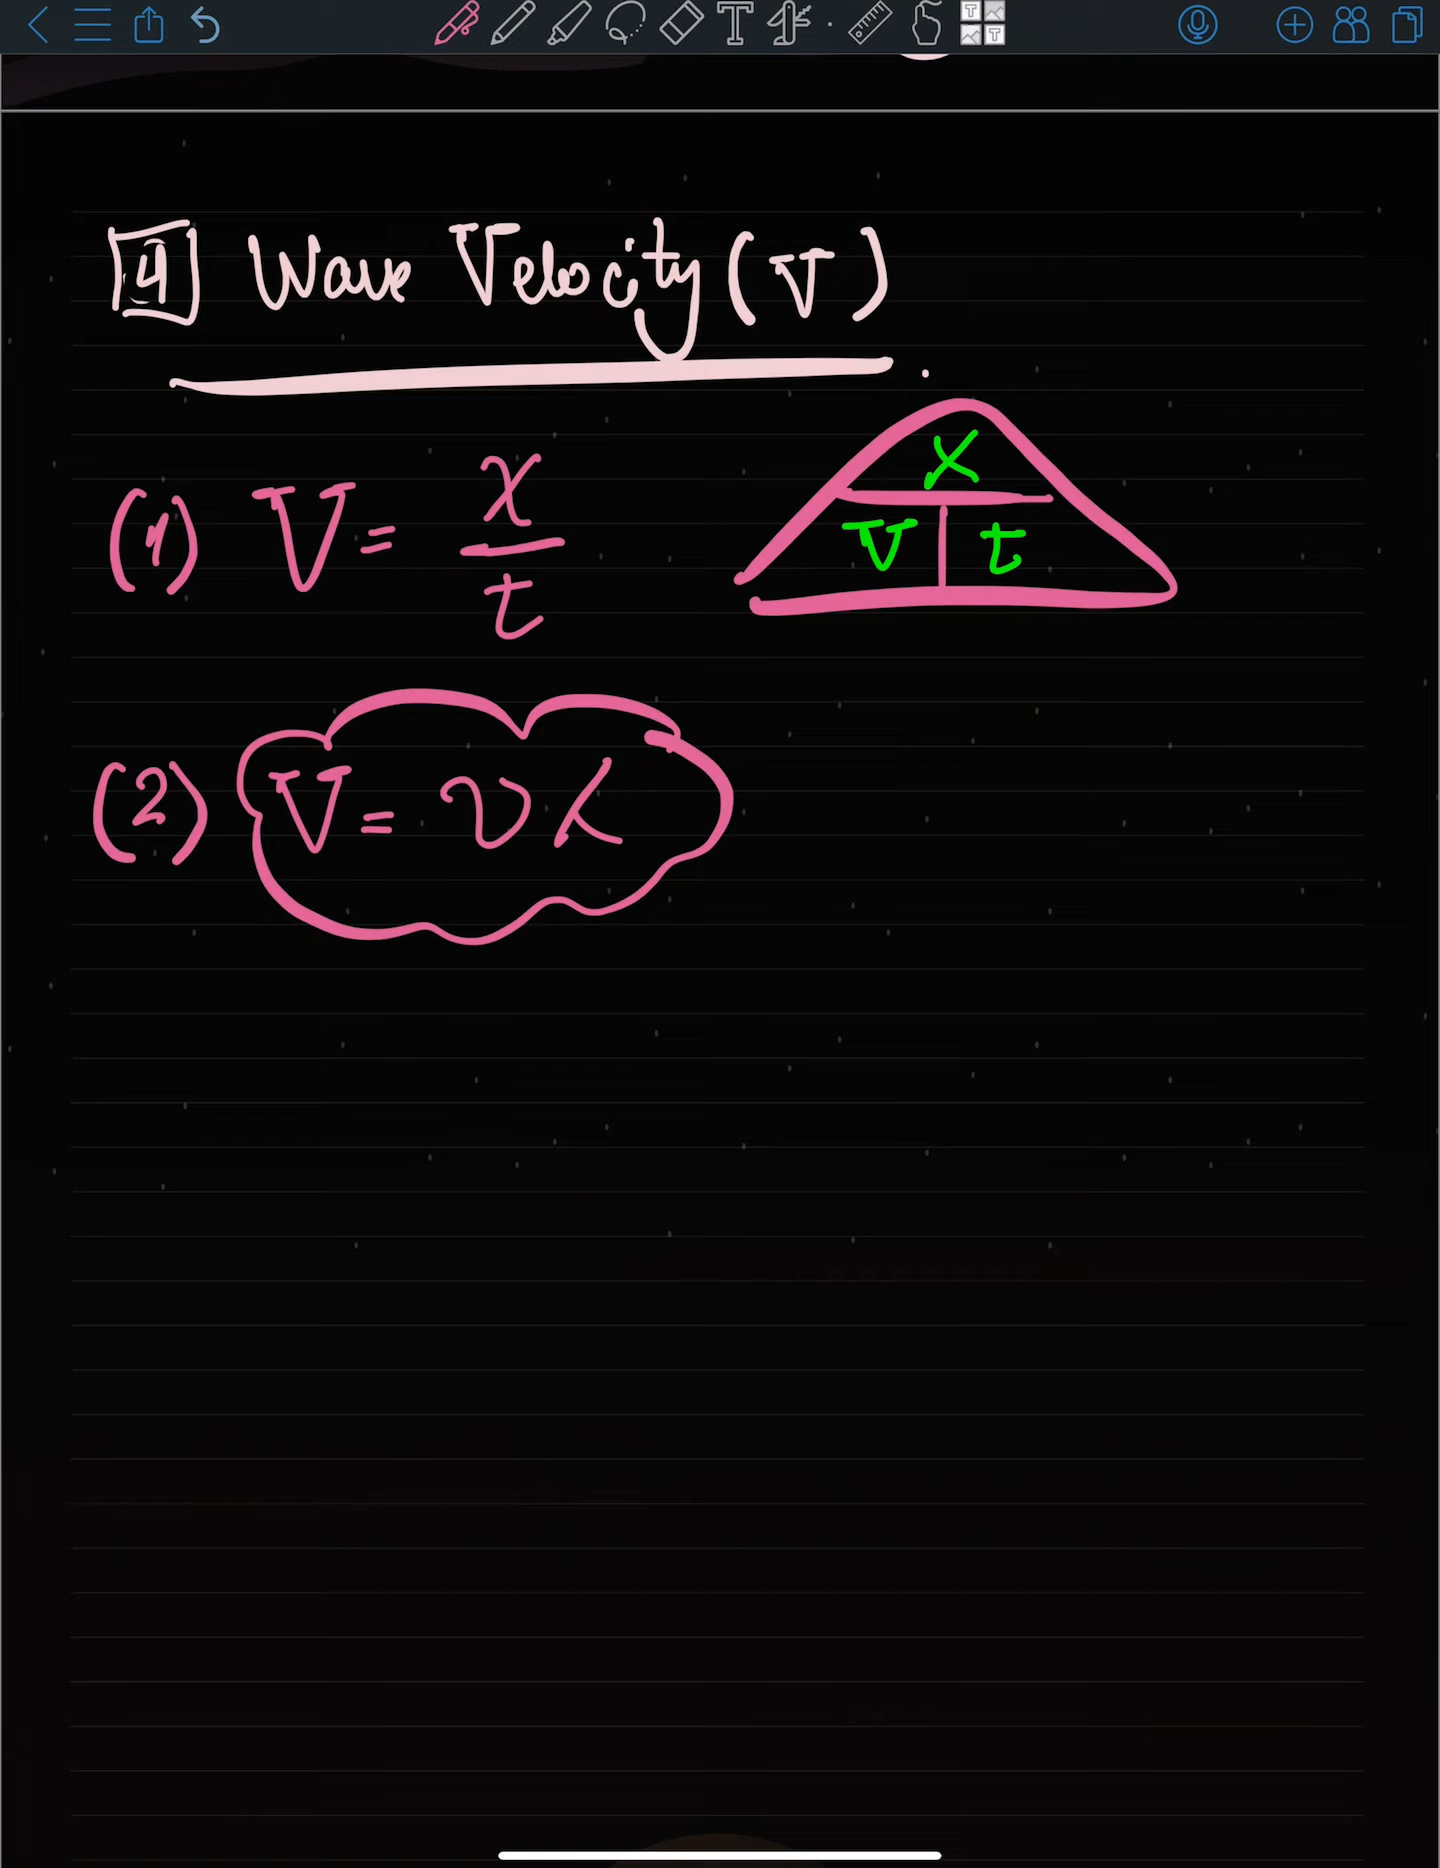 4 Wave Velocity (V)
(1) V = x/t
x
V t
(2) V = νλ